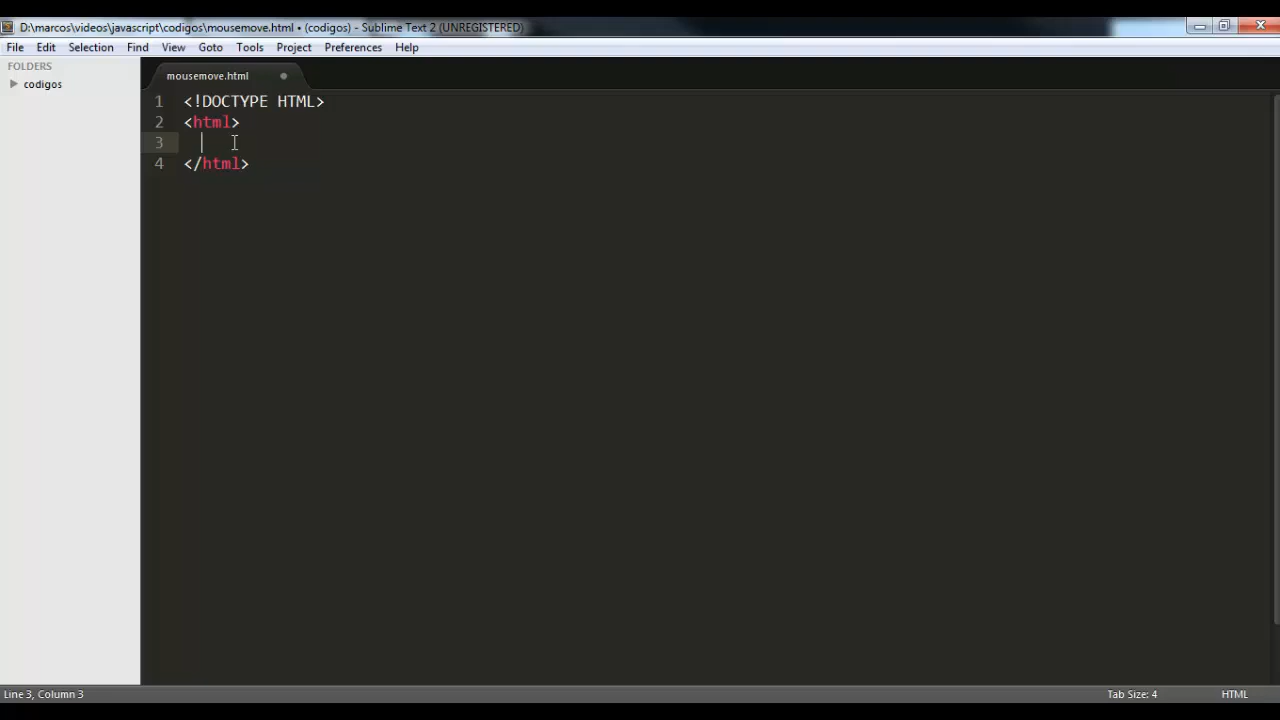 D:\marcos\videos\javascript\codigos\mousemove.html • (codigos) - Sublime Text 2 (UNREGISTERED)
File Edit Selection Find View Goto Tools Project Preferences Help
FOLDERS
codigos
mousemove.html
1 <!DOCTYPE HTML>
2 <html>
3
4 </html>
Line 3, Column 3
Tab Size: 4
HTML